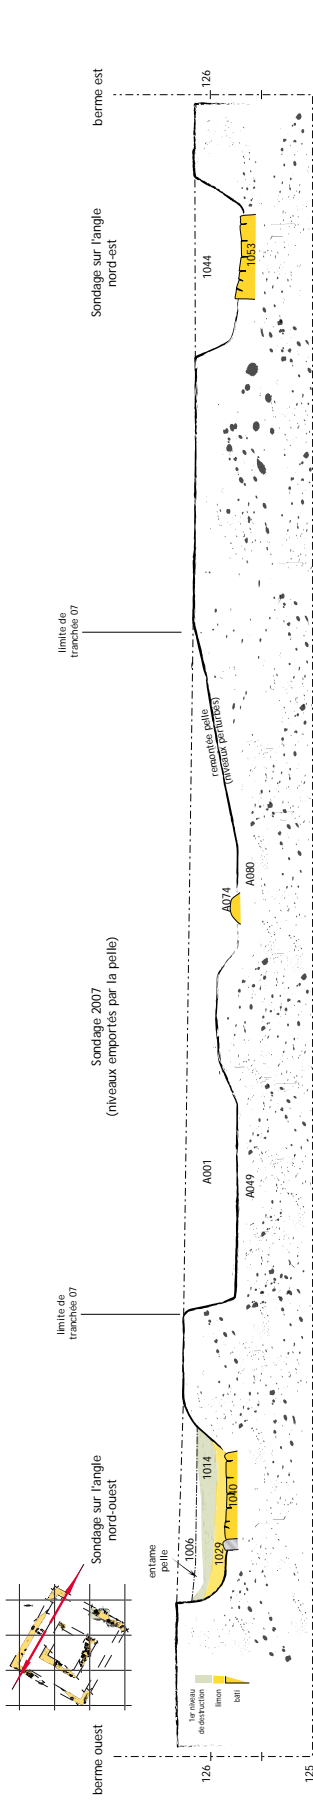 berme ouest
126
125
1er niveau
de destruction
limon
bâti
Sondage sur l'angle
nord-ouest
entame
pelle
1006
1029
1014
1040
limite de
tranchée 07
A001
A049
Sondage 2007
(niveaux emportés par la pelle)
A074
A080
remontée pelle
(niveaux perturbés)
limite de
tranchée 07
Sondage sur l'angle
nord-est
1044
1053
berme est
126